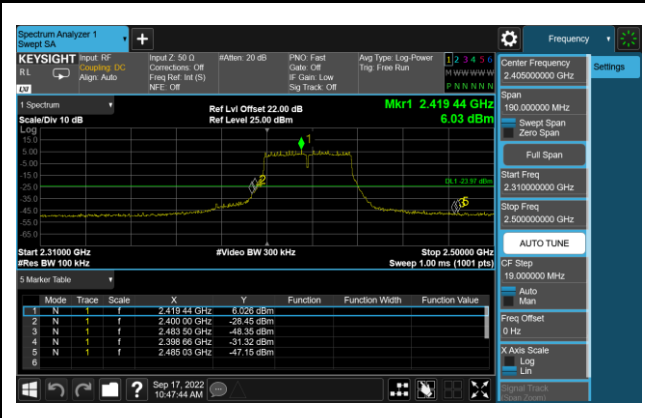 Spectrum Analyzer 1
Swept SA
+
Frequency
KEYSIGHT Input: RF Input Z: 50 Ω #Atten: 20 dB PNO: Fast Avg Type: Log-Power 1 2 3 4 5 6
RL Coupling: DC Corrections: Off Gate: Off Trig: Free Run M W W W W W
Align: Auto Freq Ref: Int (S) IF Gain: Low
LXI NFE: Off Sig Track: Off P N N N N N
1 Spectrum
Scale/Div 10 dB
Ref Lvl Offset 22.00 dB
Ref Level 25.00 dBm
Mkr1 2.419 44 GHz
6.03 dBm
Log
15.0
5.00
-5.00
-15.0
-25.0
-35.0
-45.0
-55.0
-65.0
1
DL1 -23.97 dBm
Start 2.31000 GHz #Video BW 300 kHz Stop 2.50000 GHz
#Res BW 100 kHz Sweep 1.00 ms (1001 pts)
5 Marker Table
Mode Trace Scale X Y Function Function Width Function Value
1 N 1 f 2.419 44 GHz 6.026 dBm
2 N 1 f 2.400 00 GHz -28.45 dBm
3 N 1 f 2.483 50 GHz -48.35 dBm
4 N 1 f 2.398 66 GHz -31.32 dBm
5 N 1 f 2.485 03 GHz -47.15 dBm
6
?
Sep 17, 2022
10:47:44 AM
Center Frequency
2.405000000 GHz
Span
190.000000 MHz
Swept Span
Zero Span
Full Span
Start Freq
2.310000000 GHz
Stop Freq
2.500000000 GHz
AUTO TUNE
CF Step
19.000000 MHz
Auto
Man
Freq Offset
0 Hz
X Axis Scale
Log
Lin
Signal Track
(Span Zoom)
Settings